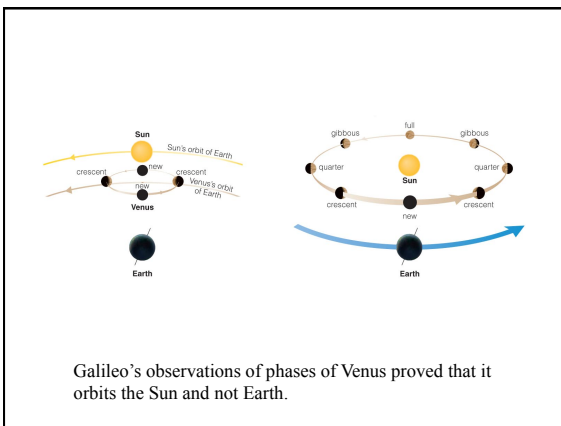 Sun
Sun's orbit of Earth
new
crescent
crescent
new
Venus's orbit
of Earth
Venus
Earth
full
gibbous
gibbous
quarter
quarter
Sun
crescent
crescent
new
Earth
Galileo's observations of phases of Venus proved that it
orbits the Sun and not Earth.